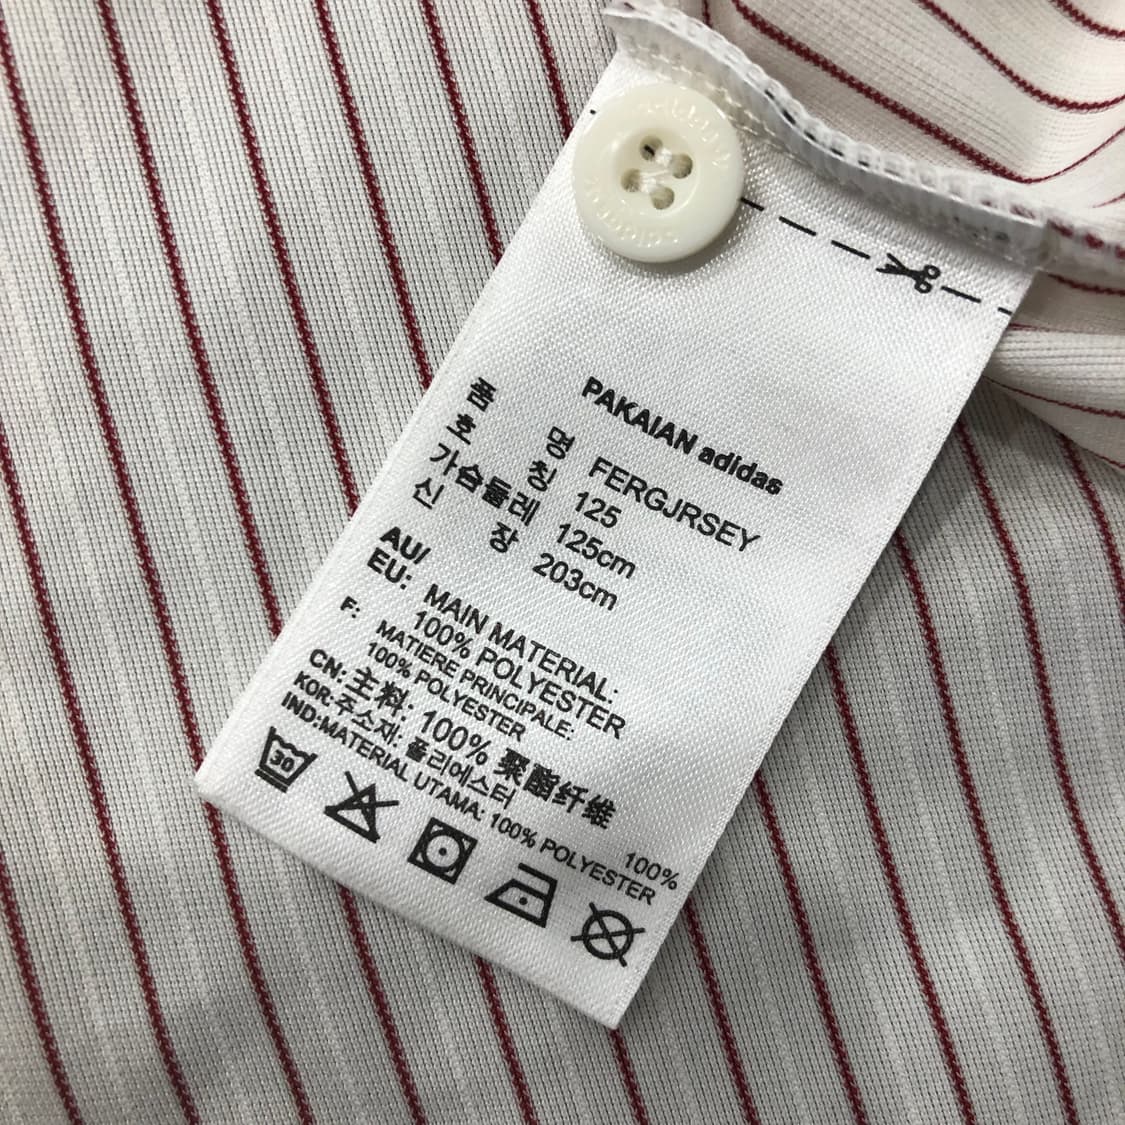 PAKAIAN adidas
품 명 FERGJRSEY
호 칭 125
가슴둘레 125cm
신 장 203cm
AU/
EU: MAIN MATERIAL:
100% POLYESTER
F: MATIERE PRINCIPALE:
100% POLYESTER
CN: 主料: 100% 聚酯纤维
KOR:주소재: 폴리에스터 100%
IND:MATERIAL UTAMA: 100% POLYESTER
30